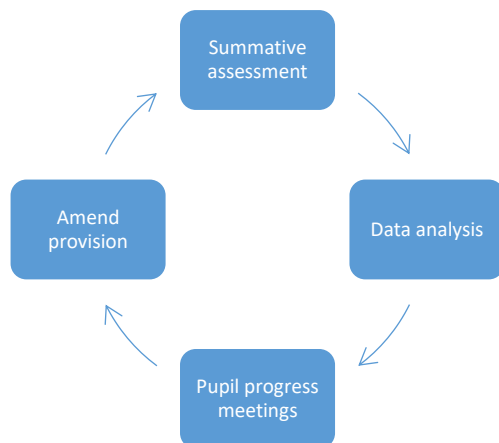 Summative
assessment
Data analysis
Pupil progress
meetings
Amend
provision